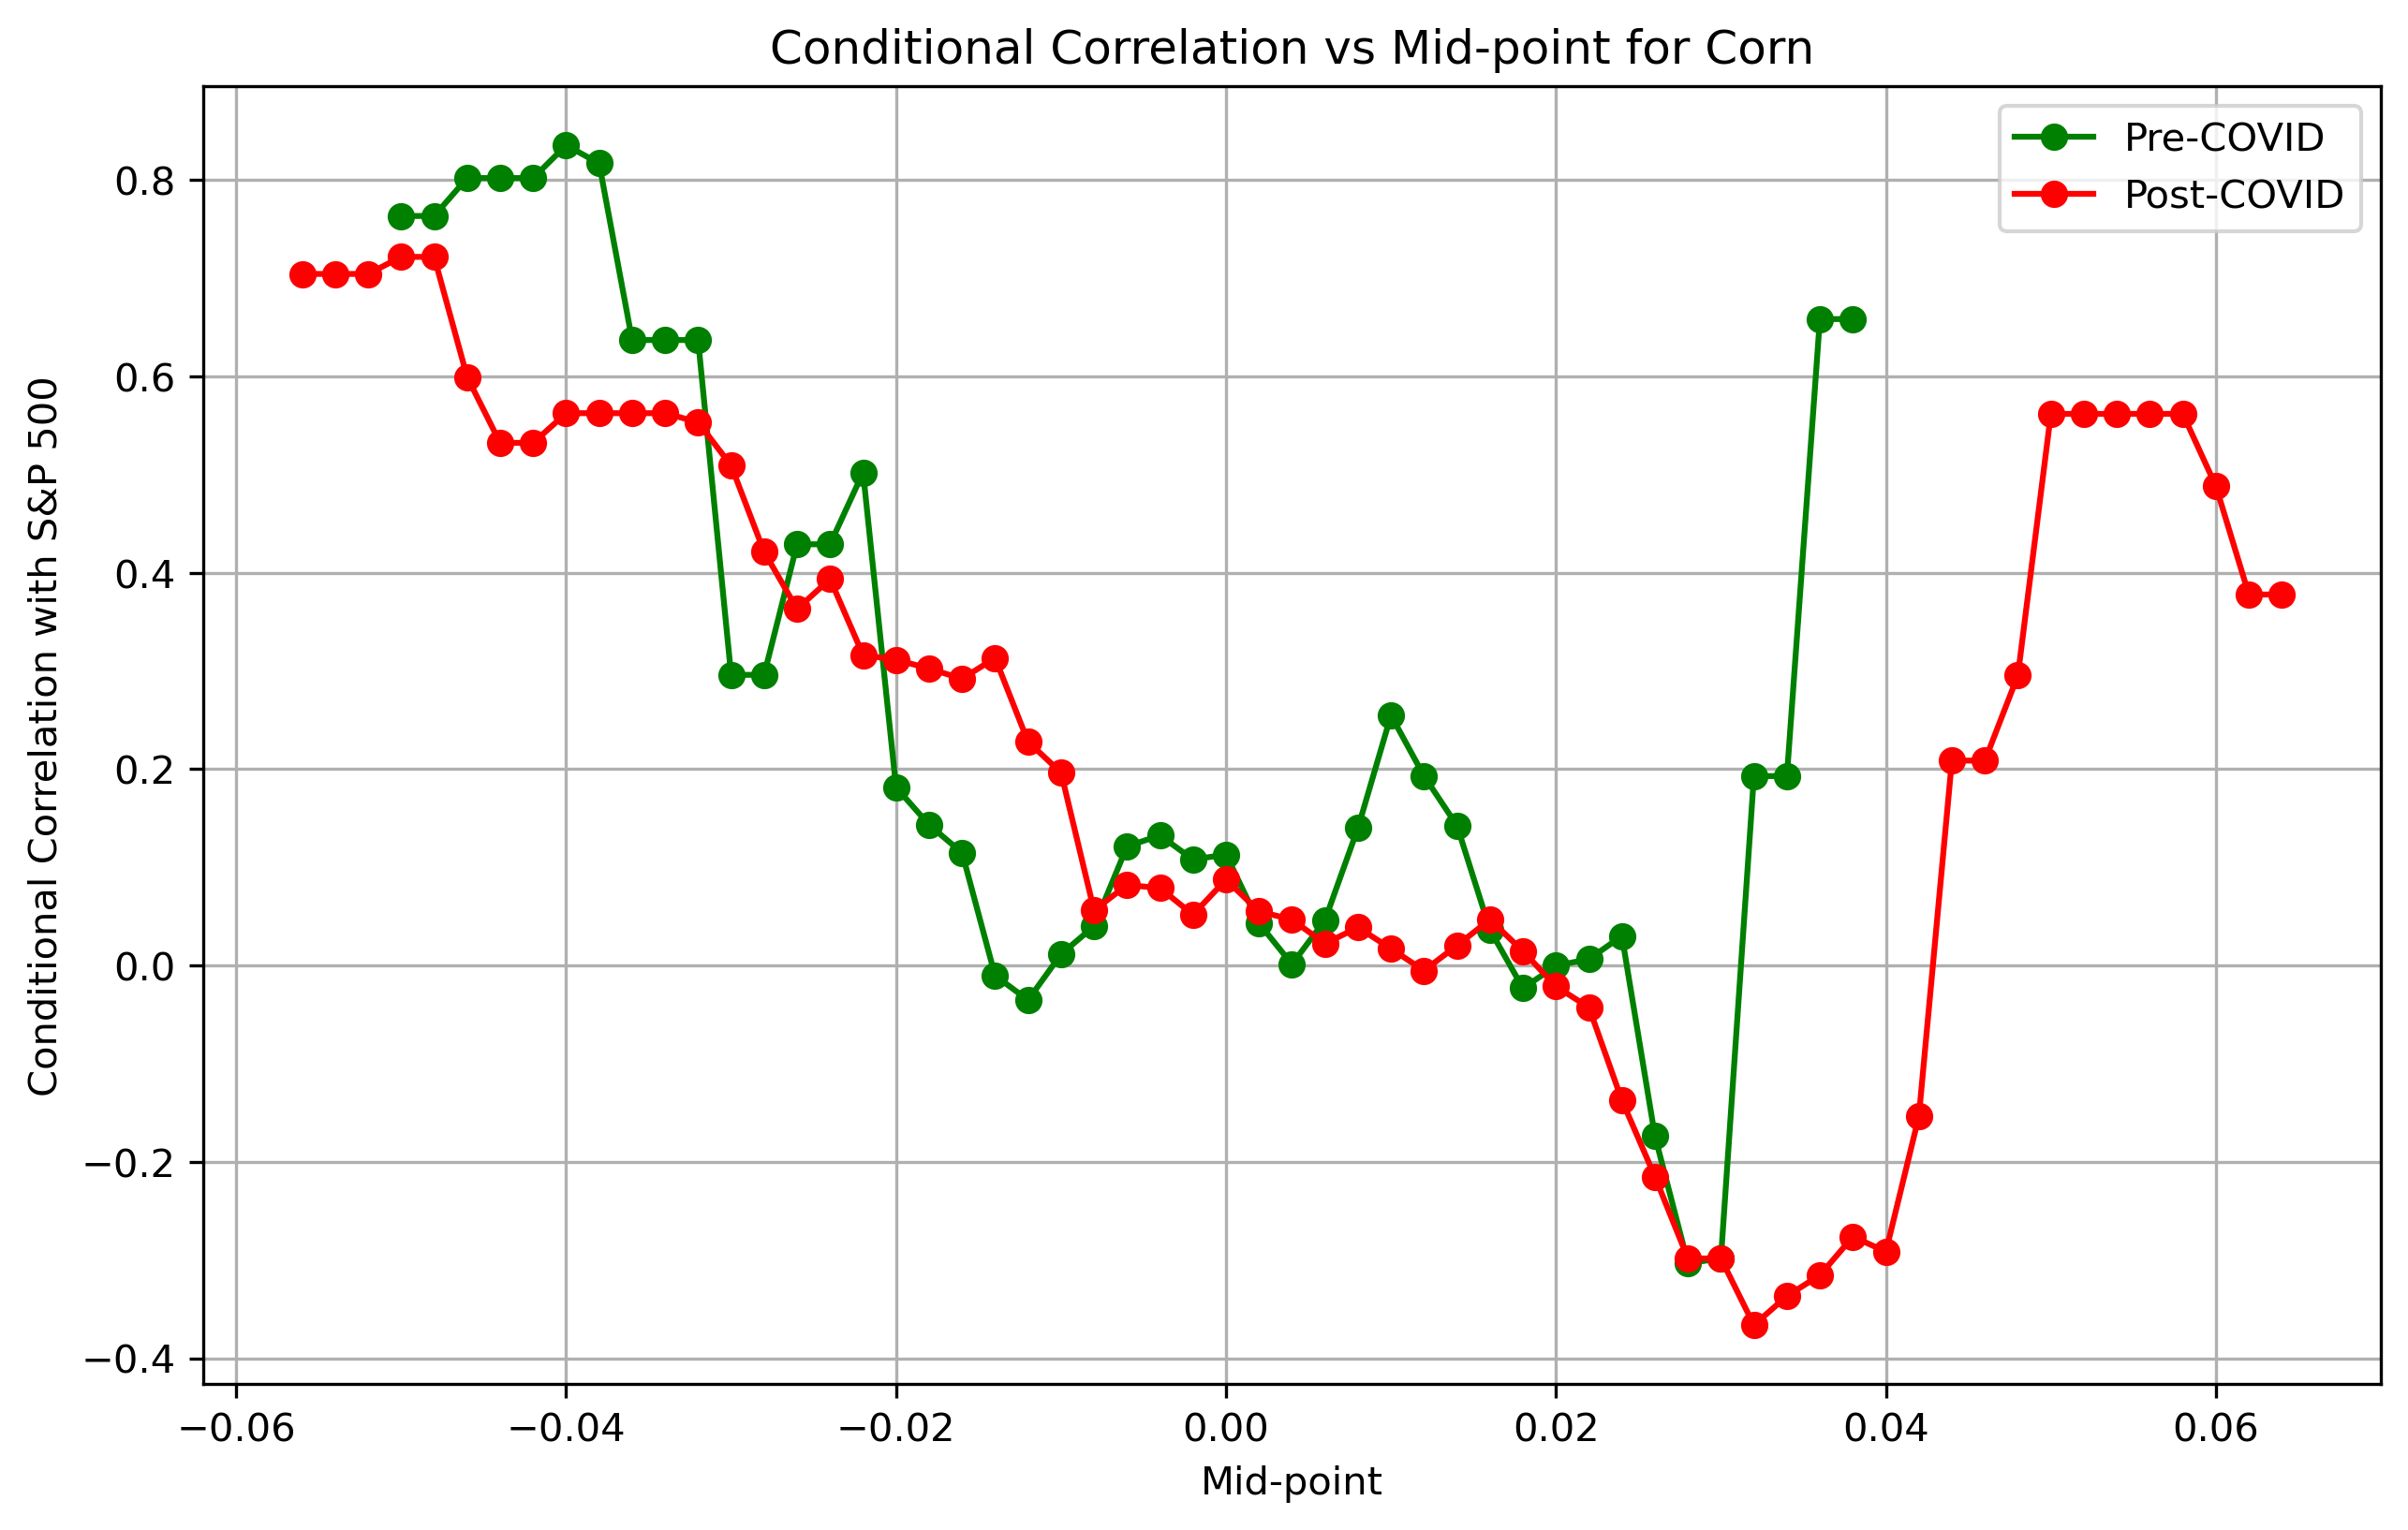 Conditional Correlation vs Mid-point for Corn
Pre-COVID
Post-COVID
Conditional Correlation with S&P 500
0.8
0.6
0.4
0.2
0.0
−0.2
−0.4
−0.06
−0.04
−0.02
0.00
0.02
0.04
0.06
Mid-point